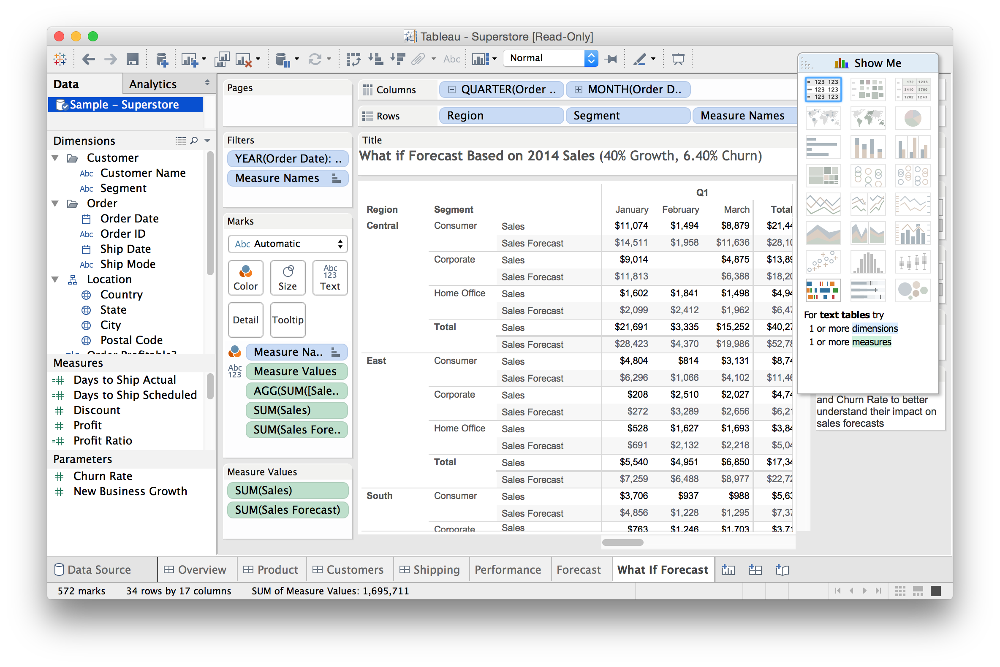 Tableau - Superstore [Read-Only]
Abc
Normal
Show Me
Data
Analytics
Sample – Superstore
Dimensions
Customer
Abc Customer Name
Abc Segment
Order
Order Date
Abc Order ID
Ship Date
Abc Ship Mode
Location
Country
State
City
Postal Code
Order Profitable?
Measures
Days to Ship Actual
Days to Ship Scheduled
Discount
Profit
Profit Ratio
Parameters
Churn Rate
New Business Growth
Pages
Filters
YEAR(Order Date): ..
Measure Names
Marks
Abc Automatic
Color
Size
Abc
123
Text
Detail
Tooltip
Measure Na..
Abc
123
Measure Values
AGG(SUM([Sale..
SUM(Sales)
SUM(Sales Fore..
Measure Values
SUM(Sales)
SUM(Sales Forecast)
Columns QUARTER(Order .. MONTH(Order D..
Rows Region Segment Measure Names
Title
What if Forecast Based on 2014 Sales (40% Growth, 6.40% Churn)
Q1
Region Segment January February March Total
Central Consumer Sales $11,074 $1,494 $8,879 $21,44
Sales Forecast $14,511 $1,958 $11,636 $28,10
Corporate Sales $9,014 $4,875 $13,89
Sales Forecast $11,813 $6,388 $18,20
Home Office Sales $1,602 $1,841 $1,498 $4,94
Sales Forecast $2,099 $2,412 $1,962 $6,47
Total Sales $21,691 $3,335 $15,252 $40,27
Sales Forecast $28,423 $4,370 $19,986 $52,78
East Consumer Sales $4,804 $814 $3,131 $8,74
Sales Forecast $6,296 $1,066 $4,102 $11,46
Corporate Sales $208 $2,510 $2,027 $4,74
Sales Forecast $272 $3,289 $2,656 $6,21
Home Office Sales $528 $1,627 $1,693 $3,84
Sales Forecast $691 $2,132 $2,218 $5,04
Total Sales $5,540 $4,951 $6,850 $17,34
Sales Forecast $7,259 $6,488 $8,977 $22,72
South Consumer Sales $3,706 $937 $988 $5,63
Sales Forecast $4,856 $1,228 $1,295 $7,37
Corporate Sales $763 $1,246 $1,703 $3,71
123 123
123 123
123 123
172 1233
3410 5700
1202 1243
For text tables try
1 or more dimensions
1 or more measures
and Churn Rate to better
understand their impact on
sales forecasts
Data Source
Overview
Product
Customers
Shipping
Performance
Forecast
What If Forecast
572 marks
34 rows by 17 columns
SUM of Measure Values: 1,695,711